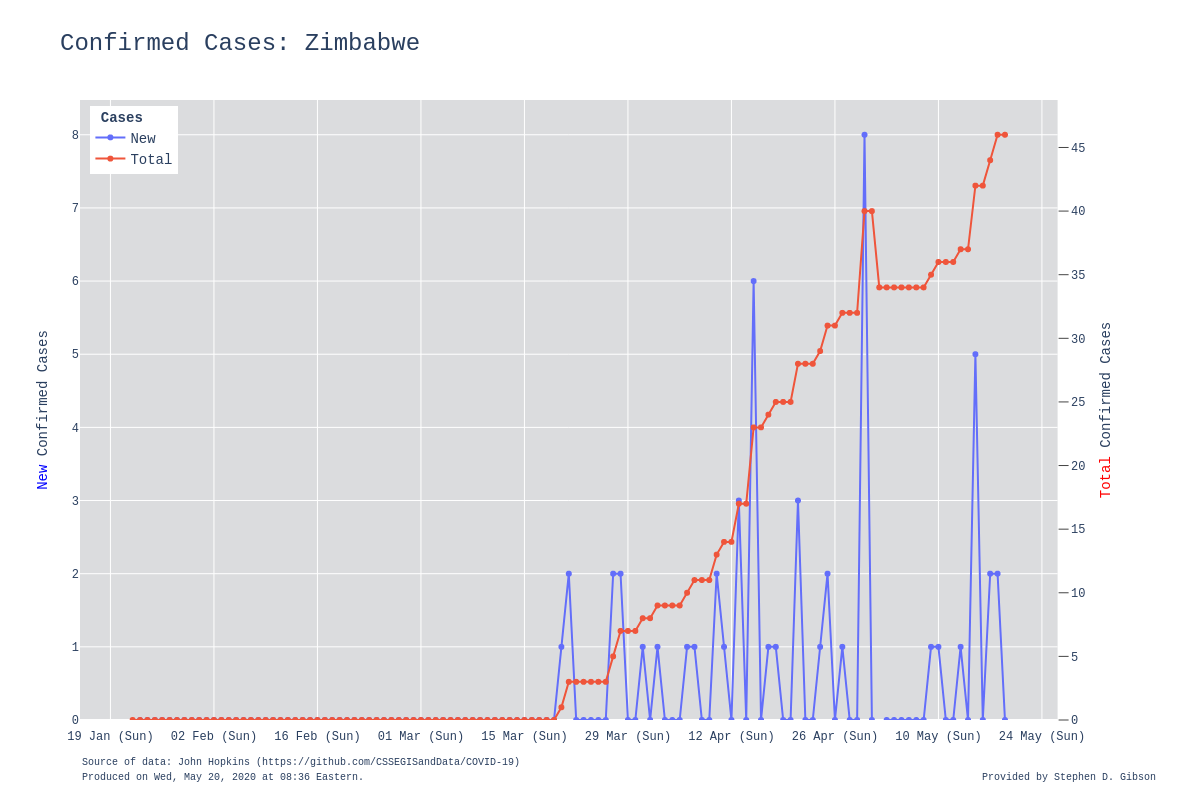 Confirmed Cases: Zimbabwe
Cases
New
Total
8
7
6
5
4
3
2
1
0
New Confirmed Cases
45
40
35
30
25
20
15
10
5
0
Total Confirmed Cases
19 Jan (Sun) 02 Feb (Sun) 16 Feb (Sun) 01 Mar (Sun) 15 Mar (Sun) 29 Mar (Sun) 12 Apr (Sun) 26 Apr (Sun) 10 May (Sun) 24 May (Sun)
Source of data: John Hopkins (https://github.com/CSSEGISandData/COVID-19)
Produced on Wed, May 20, 2020 at 08:36 Eastern.
Provided by Stephen D. Gibson